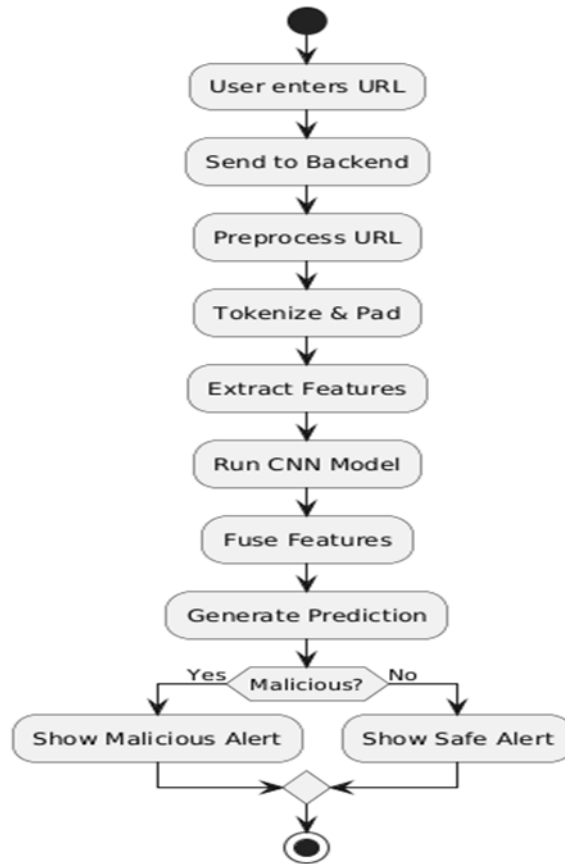 User enters URL
Send to Backend
Preprocess URL
Tokenize & Pad
Extract Features
Run CNN Model
Fuse Features
Generate Prediction
Yes
Malicious?
No
Show Malicious Alert
Show Safe Alert